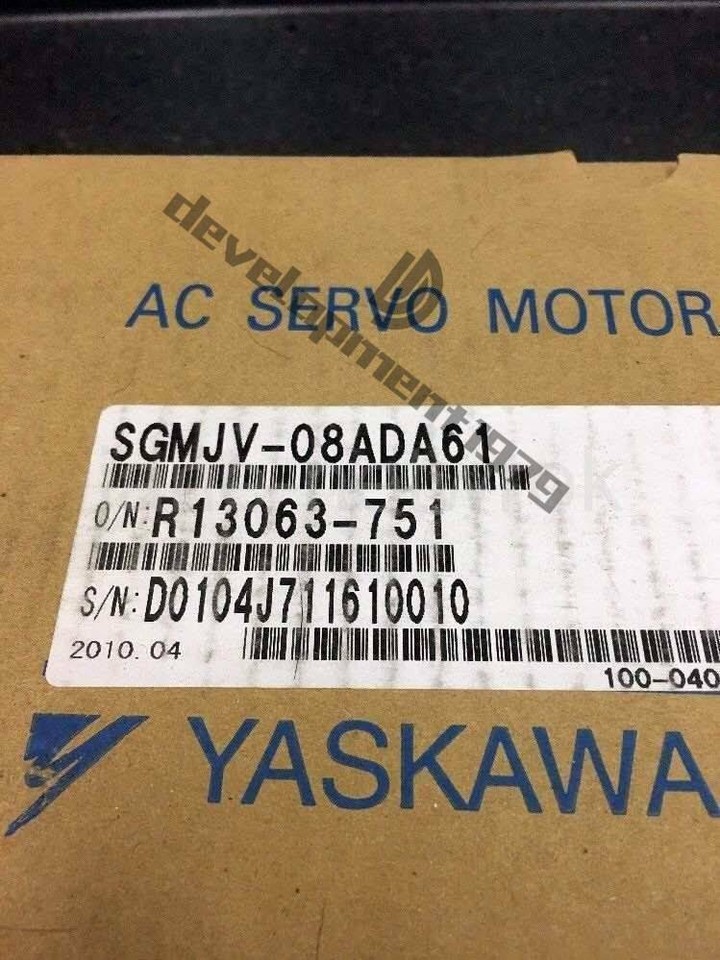 development1979
AC SERVO MOTOR
SGMJV-08ADA61
O/N: R13063-751
S/N: D0104J711610010
2010.04
100-040
YASKAWA